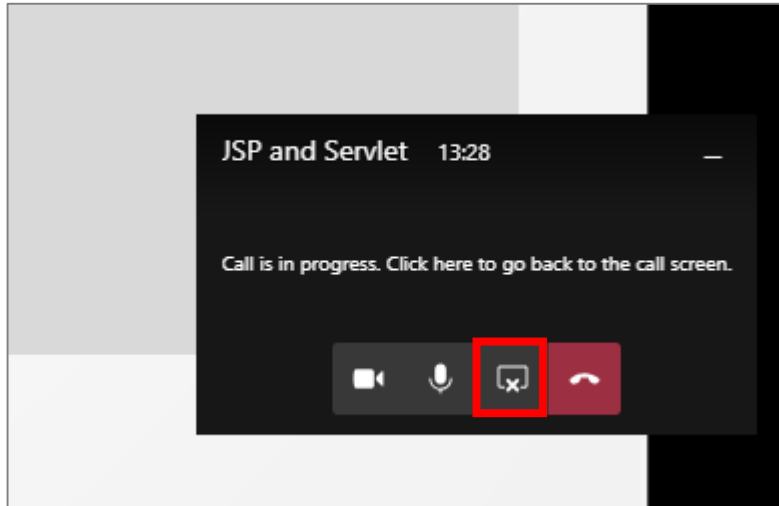 JSP and Servlet 13:28
Call is in progress. Click here to go back to the call screen.